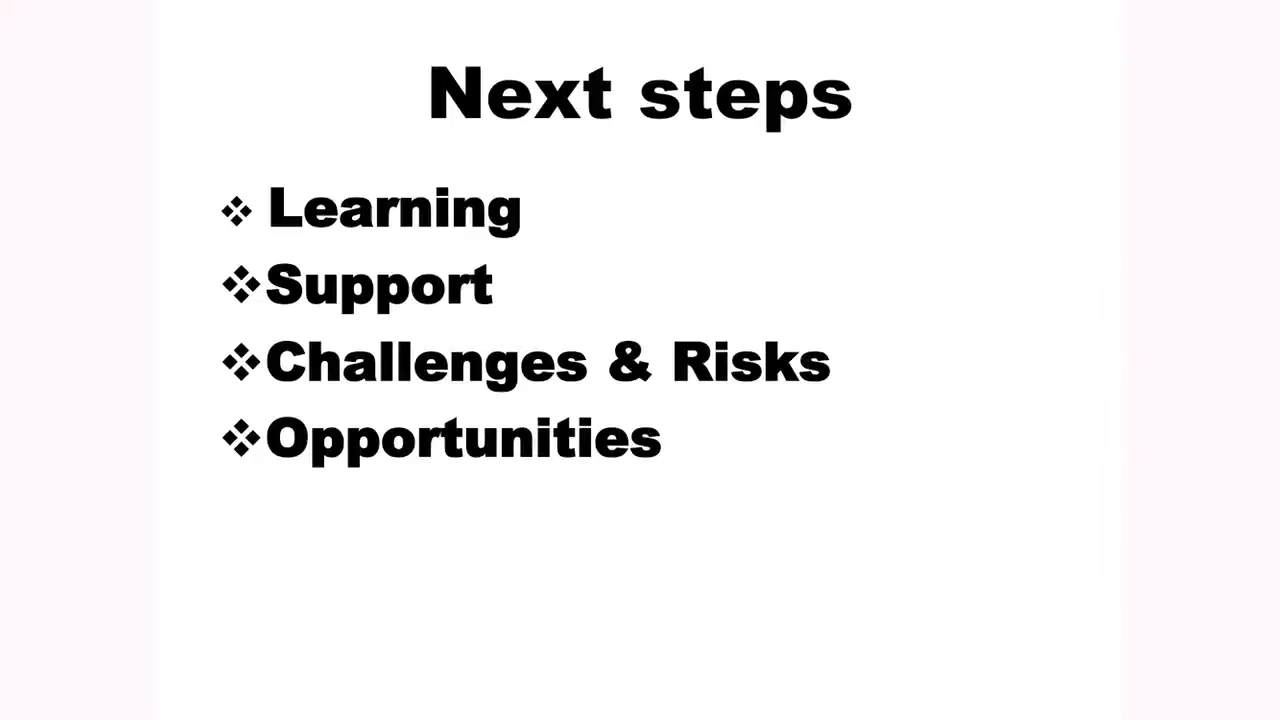 Next steps
❖ Learning
❖Support
❖Challenges & Risks
❖Opportunities